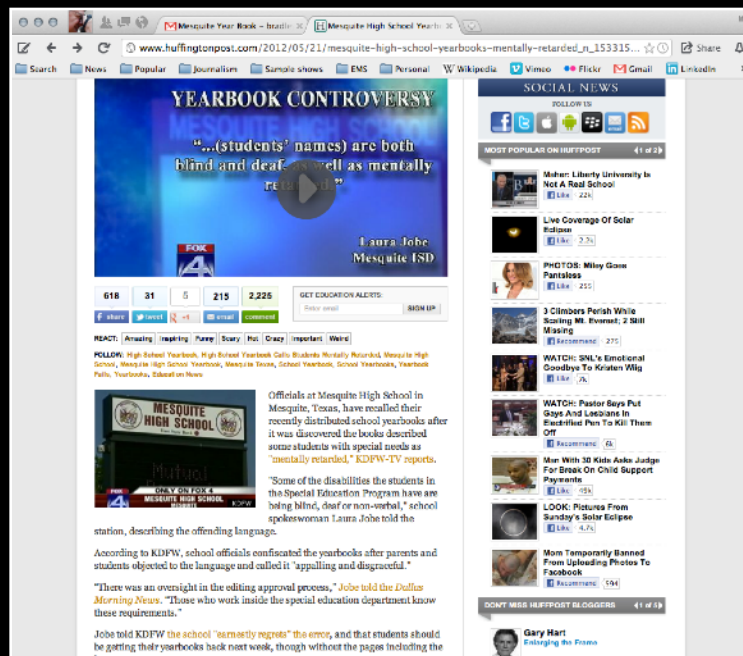 Mesquite Year Book – bradle
Mesquite High School Yearb
www.huffingtonpost.com/2012/05/21/mesquite-high-school-yearbooks-mentally-retarded_n_153315...
Share
Search News Popular Journalism Sample shows EMS Personal Wikipedia Vimeo Flickr Gmail LinkedIn
YEARBOOK CONTROVERSY
"...(students' names) are both
blind and deaf, as well as mentally
Laura Jobe
Mesquite ISD
FOX
4
618 31 5 215 2,225
share tweet +1 email comment
GET EDUCATION ALERTS:
Enter email SIGN UP
REACT: Amazing Inspiring Funny Scary Hot Crazy Important Weird
FOLLOW: High School Yearbook, High School Yearbook Calls Students Mentally Retarded, Mesquite High
School, Mesquite High School Yearbook, Mesquite Texas, School Yearbook, School Yearbooks, Yearbook
Fails, Yearbooks, Education News
MESQUITE
HIGH SCHOOL
Mutual
ONLY ON FOX 4
MESQUITE HIGH SCHOOL
MESQUITE
KDFW
Officials at Mesquite High School in
Mesquite, Texas, have recalled their
recently distributed school yearbooks after
it was discovered the books described
some students with special needs as
"mentally retarded," KDFW-TV reports.
"Some of the disabilities the students in
the Special Education Program have are
being blind, deaf or non-verbal," school
spokeswoman Laura Jobe told the
station, describing the offending language.
According to KDFW, school officials confiscated the yearbooks after parents and
students objected to the language and called it "appalling and disgraceful."
"There was an oversight in the editing approval process," Jobe told the Dallas
Morning News. "Those who work inside the special education department know
these requirements."
Jobe told KDFW the school "earnestly regrets" the error, and that students should
be getting their yearbooks back next week, though without the pages including the
SOCIAL NEWS
FOLLOW US
MOST POPULAR ON HUFFPOST 1 of 2
Maher: Liberty University Is
Not A Real School
Like 22k
Live Coverage Of Solar
Eclipse
Like 2.2k
PHOTOS: Miley Goes
Pantsless
Like 255
3 Climbers Perish While
Scaling Mt. Everest; 2 Still
Missing
Recommend 275
WATCH: SNL's Emotional
Goodbye To Kristen Wiig
Like 7k
WATCH: Pastor Says Put
Gays And Lesbians In
Electrified Pen To Kill Them
Off
Recommend 6k
Man With 30 Kids Asks Judge
For Break On Child Support
Payments
Like 45k
LOOK: Pictures From
Sunday's Solar Eclipse
Like 4.7k
Mom Temporarily Banned
From Uploading Photos To
Facebook
Recommend 594
DON'T MISS HUFFPOST BLOGGERS 1 of 5
Gary Hart
Enlarging the Frame